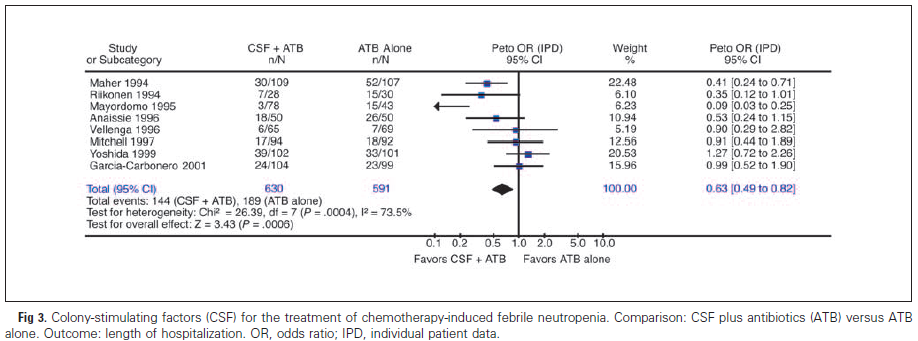 Study or Subcategory CSF + ATB n/N ATB Alone n/N Peto OR (IPD) 95% CI Weight % Peto OR (IPD) 95% CI
Maher 1994 30/109 52/107 22.48 0.41 [0.24 to 0.71]
Riikonen 1994 7/28 15/30 6.10 0.35 [0.12 to 1.01]
Mayordomo 1995 3/78 15/43 6.23 0.09 [0.03 to 0.25]
Anaissie 1996 18/50 26/50 10.94 0.53 [0.24 to 1.15]
Vellenga 1996 6/65 7/69 5.19 0.90 [0.29 to 2.82]
Mitchell 1997 17/94 18/92 12.56 0.91 [0.44 to 1.89]
Yoshida 1999 39/102 33/101 20.53 1.27 [0.72 to 2.26]
Garcia-Carbonero 2001 24/104 23/99 15.96 0.99 [0.52 to 1.90]
Total (95% CI) 630 591 100.00 0.63 [0.49 to 0.82]
Total events: 144 (CSF + ATB), 189 (ATB alone)
Test for heterogeneity: Chi² = 26.39, df = 7 (P = .0004), I² = 73.5%
Test for overall effect: Z = 3.43 (P = .0006)
0.1 0.2 0.5 1.0 2.0 5.0 10.0
Favors CSF + ATB Favors ATB alone
Fig 3. Colony-stimulating factors (CSF) for the treatment of chemotherapy-induced febrile neutropenia. Comparison: CSF plus antibiotics (ATB) versus ATB
alone. Outcome: length of hospitalization. OR, odds ratio; IPD, individual patient data.